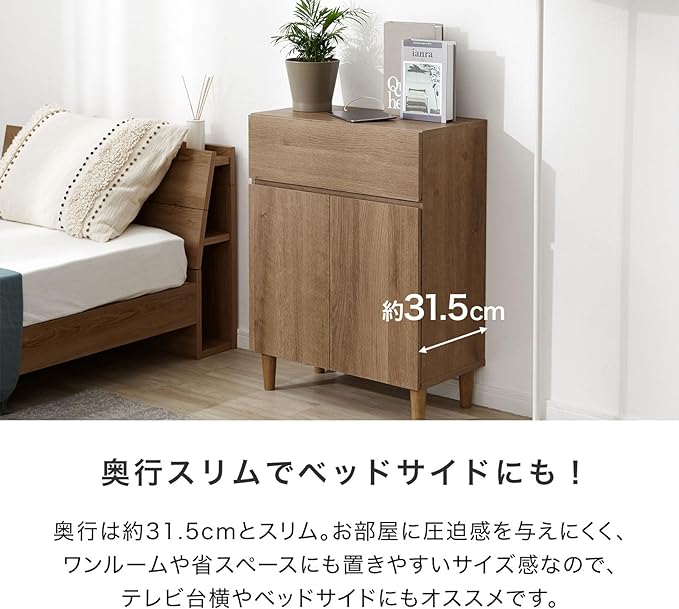 ianra
約31.5cm
奥行スリムでベッドサイドにも！
奥行は約31.5cmとスリム。お部屋に圧迫感を与えにくく、
ワンルームや省スペースにも置きやすいサイズ感なので、
テレビ台横やベッドサイドにもオススメです。